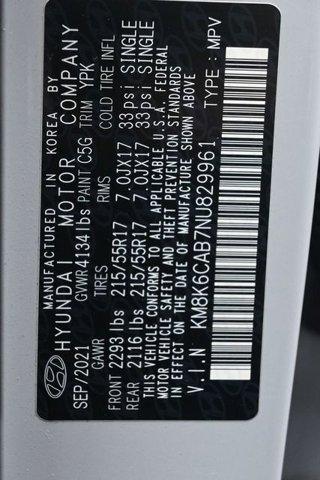 MANUFACTURED IN KOREA BY
HYUNDAI MOTOR COMPANY
SEP/2021 GVWR 4134 lbs PAINT C5G TRIM YPK
GAWR TIRES RIMS COLD TIRE INFL
FRONT 2293 lbs 215/55R17 7.0JX17 33psi SINGLE
REAR 2116 lbs 215/55R17 7.0JX17 33psi SINGLE
THIS VEHICLE CONFORMS TO ALL APPLICABLE U.S.A. FEDERAL
MOTOR VEHICLE SAFETY AND THEFT PREVENTION STANDARDS
IN EFFECT ON THE DATE OF MANUFACTURE SHOWN ABOVE
V.I.N KM8K6CAB7NU829961 TYPE : MPV